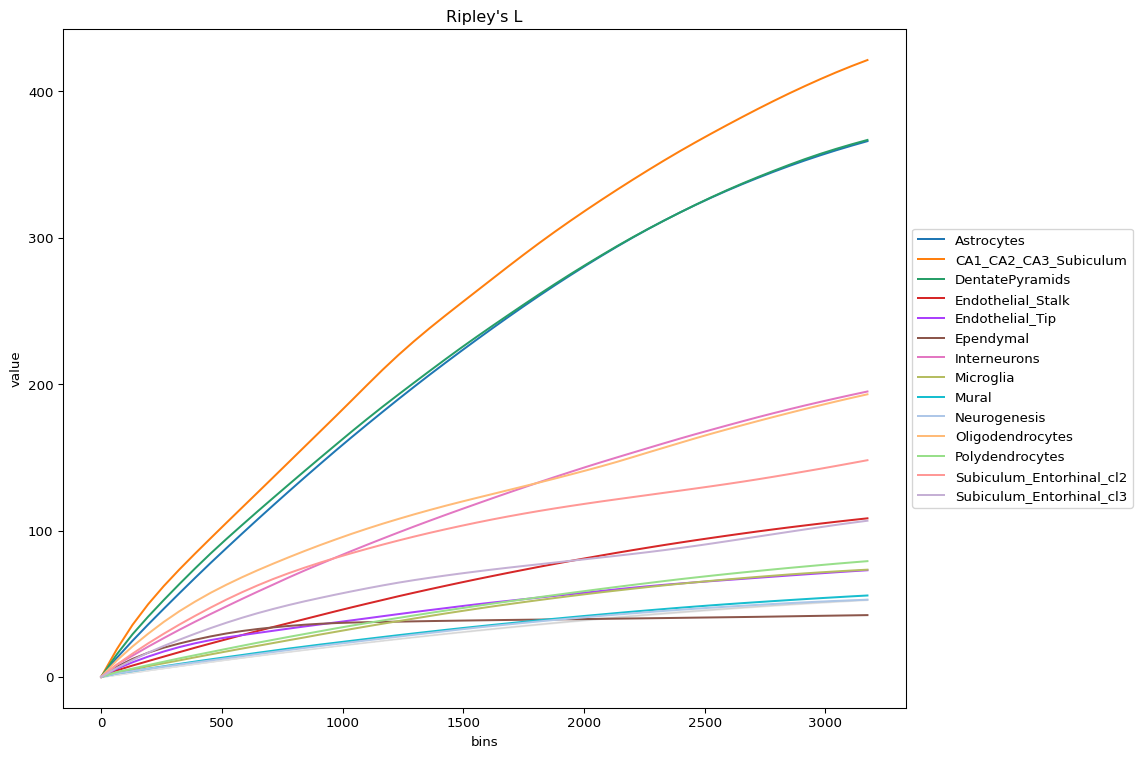 Ripley's L
400
300
200
100
0
value
0
500
1000
1500
2000
2500
3000
bins
Astrocytes
CA1_CA2_CA3_Subiculum
DentatePyramids
Endothelial_Stalk
Endothelial_Tip
Ependymal
Interneurons
Microglia
Mural
Neurogenesis
Oligodendrocytes
Polydendrocytes
Subiculum_Entorhinal_cl2
Subiculum_Entorhinal_cl3